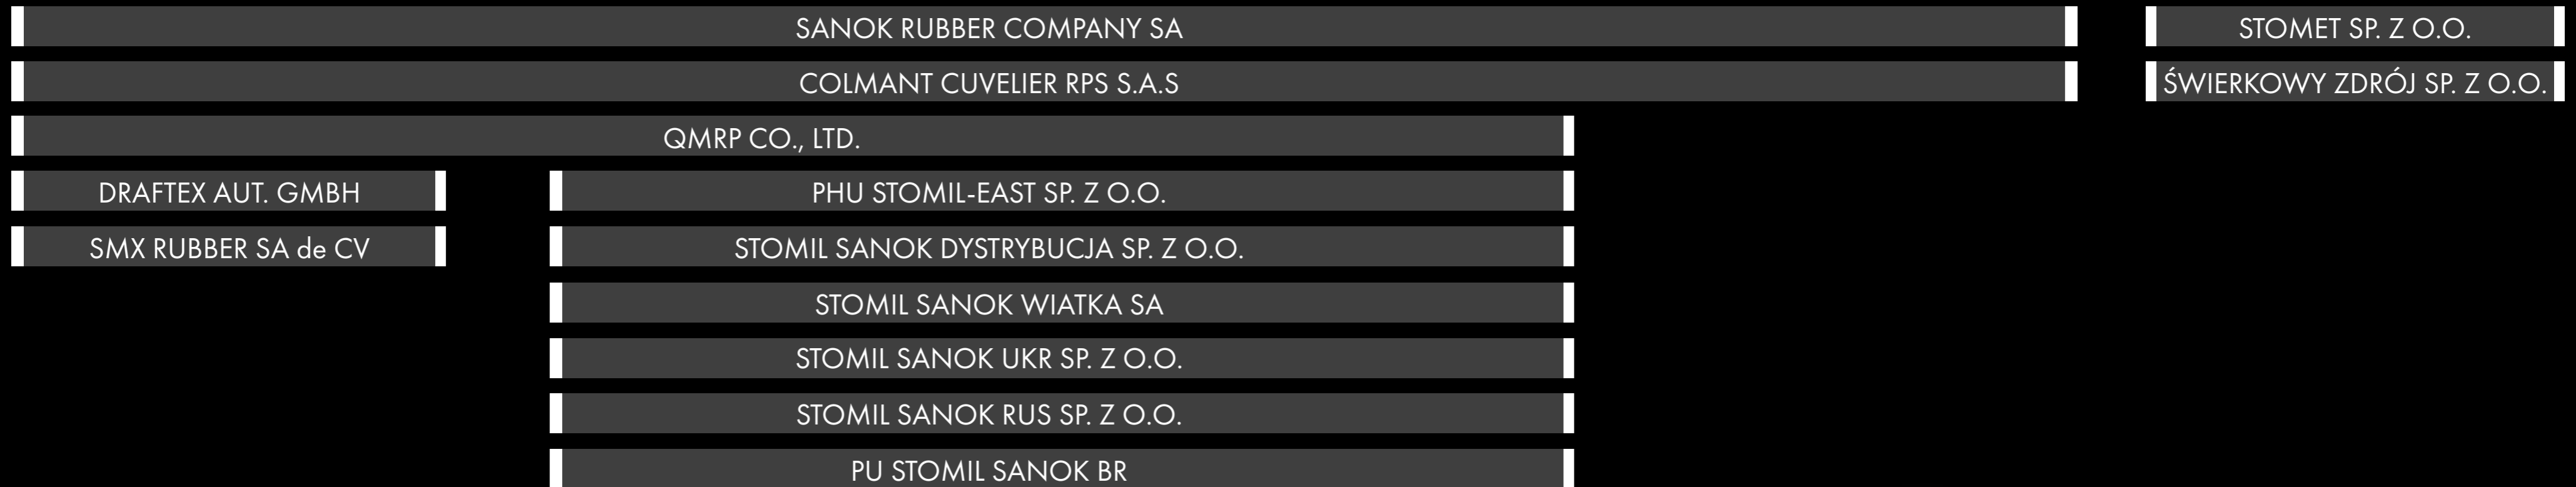 SANOK RUBBER COMPANY SA
STOMET SP. Z O.O.
COLMANT CUVELIER RPS S.A.S
ŚWIERKOWY ZDRÓJ SP. Z O.O.
QMRP CO., LTD.
DRAFTEX AUT. GMBH
PHU STOMIL-EAST SP. Z O.O.
SMX RUBBER SA de CV
STOMIL SANOK DYSTRYBUCJA SP. Z O.O.
STOMIL SANOK WIATKA SA
STOMIL SANOK UKR SP. Z O.O.
STOMIL SANOK RUS SP. Z O.O.
PU STOMIL SANOK BR